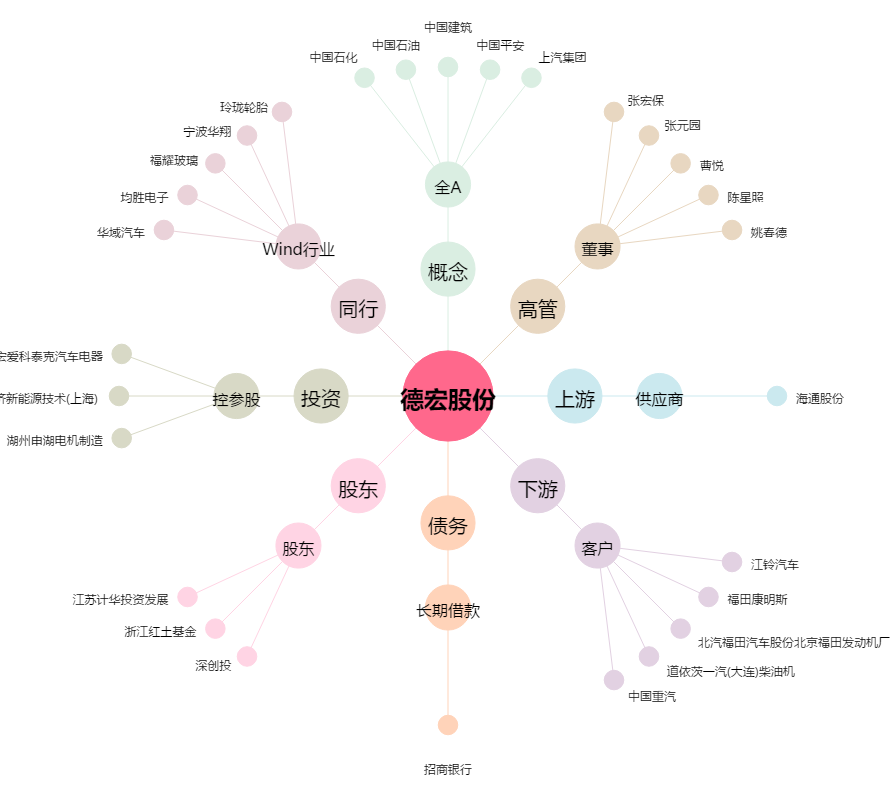 中国建筑
中国石油
中国平安
中国石化
上汽集团
张宏保
玲珑轮胎
张元园
宁波华翔
福耀玻璃
曹悦
全A
均胜电子
陈星照
华域汽车
姚春德
Wind行业
董事
概念
同行
高管
宏爱科泰克汽车电器
德宏股份
投资
控参股
上游
供应商
海通股份
济新能源技术(上海)
湖州申湖电机制造
股东
下游
债务
股东
客户
江铃汽车
江苏计华投资发展
福田康明斯
长期借款
浙江红土基金
北汽福田汽车股份北京福田发动机厂
深创投
道依茨一汽(大连)柴油机
中国重汽
招商银行